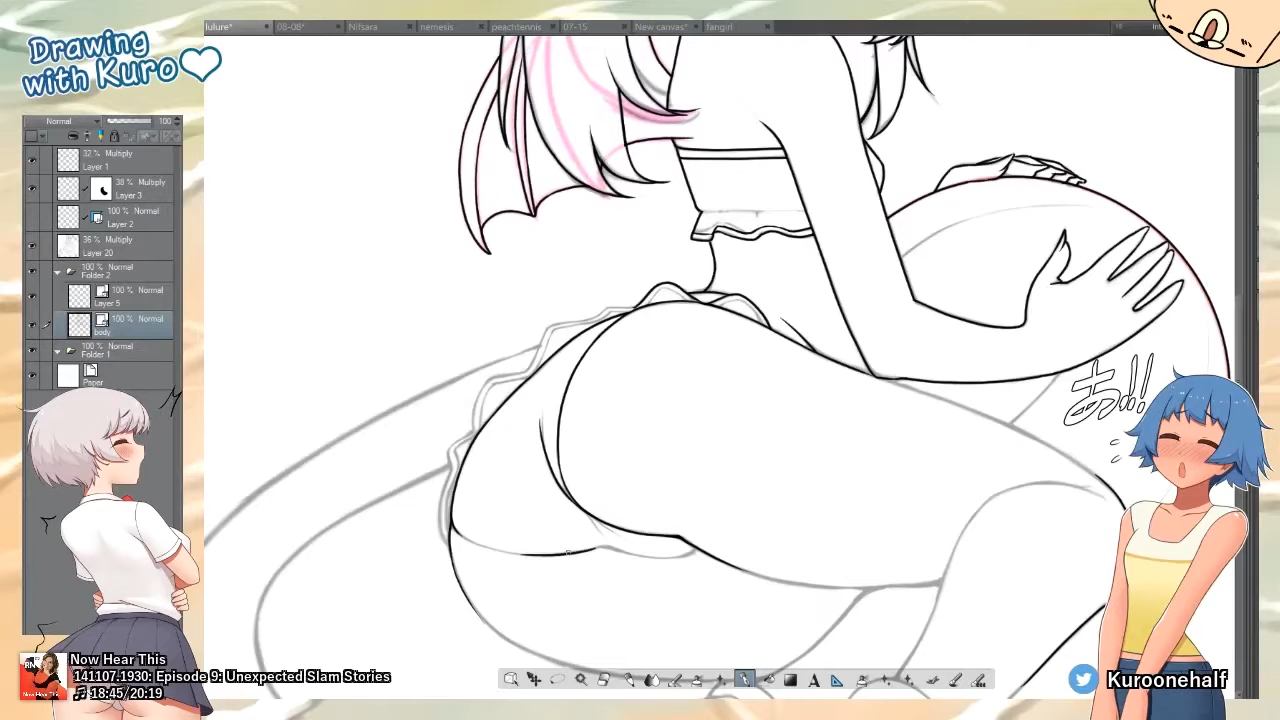 lulure*
08-08*
Nifsara
nemesis
peachtennis
07-15
New canvas*
fangirl
Drawing
with Kuro
Normal
100
32 % Multiply
Layer 1
38 % Multiply
Layer 3
100 % Normal
Layer 2
36 % Multiply
Layer 20
100 % Normal
Folder 2
100 % Normal
Layer 5
100 % Normal
body
100 % Normal
Folder 1
Paper
あ!!
Now Hear This
141107.1930: Episode 9: Unexpected Slam Stories
♫ 18:45/20:19
Kuroonehalf